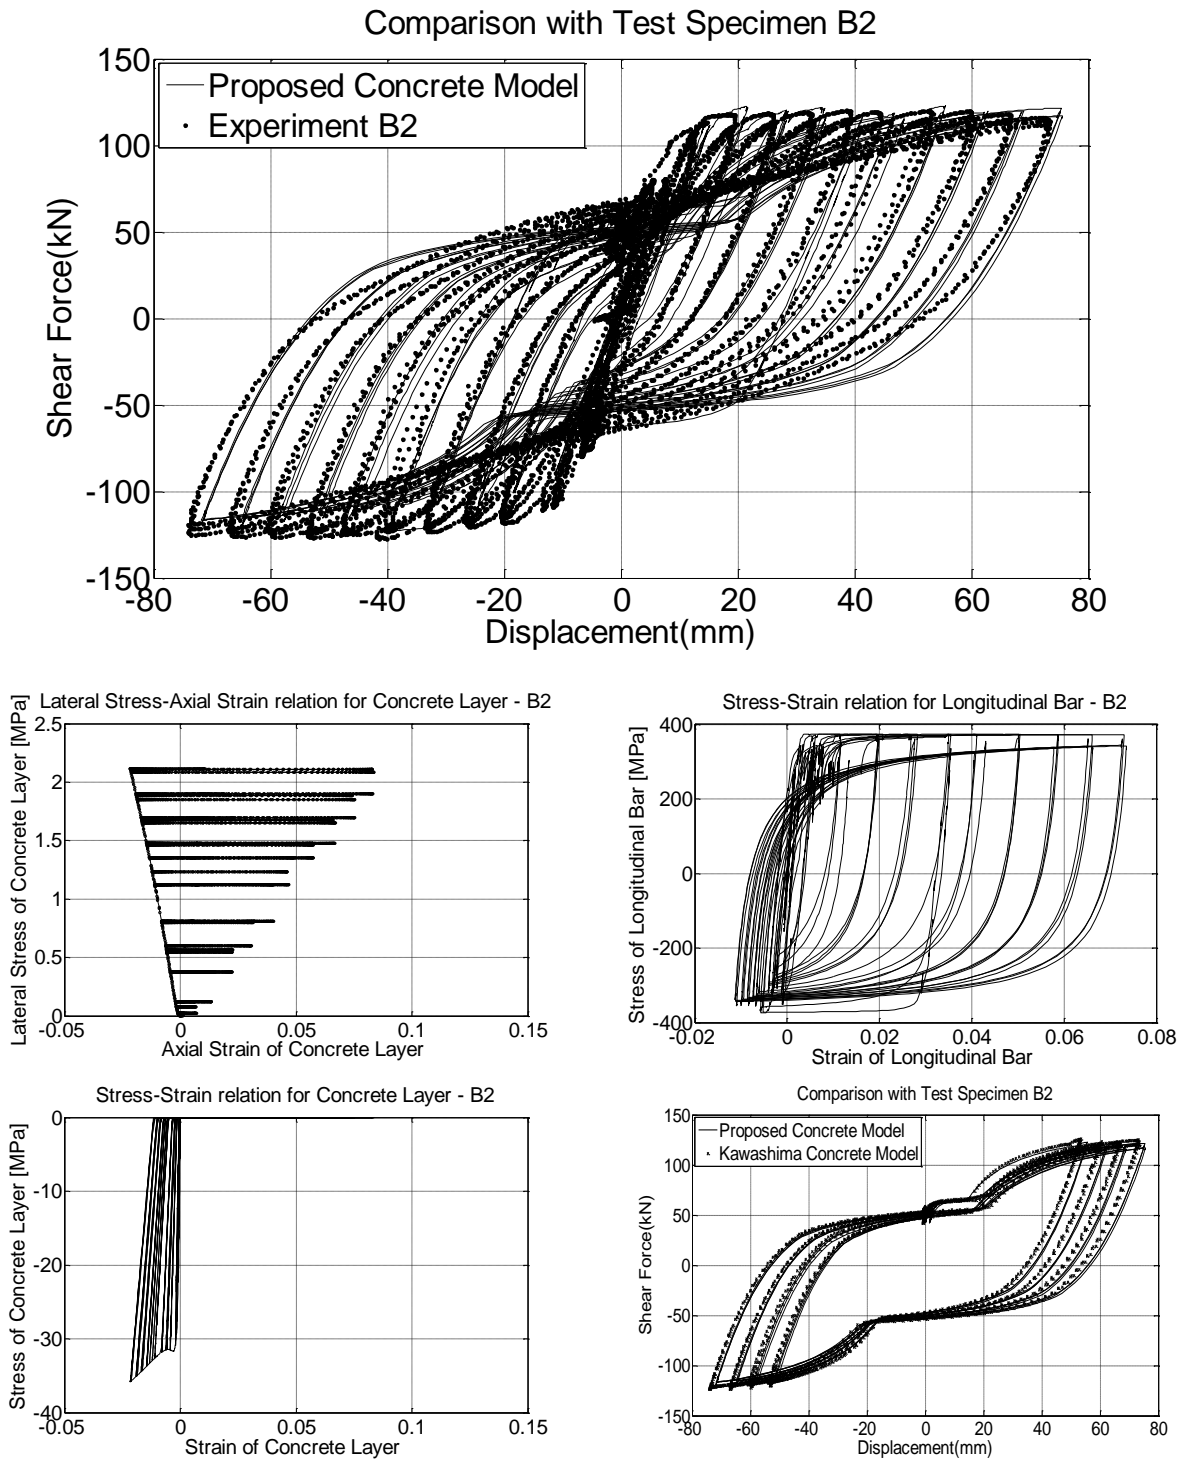 Comparison with Test Specimen B2
150
Proposed Concrete Model
Experiment B2
100
50
0
-50
-100
-150
Shear Force(kN)
-80 -60 -40 -20 0 20 40 60 80
Displacement(mm)
Lateral Stress-Axial Strain relation for Concrete Layer - B2
2.5
2
1.5
1
0.5
0
Lateral Stress of Concrete Layer [MPa]
-0.05 0 0.05 0.1 0.15
Axial Strain of Concrete Layer
Stress-Strain relation for Longitudinal Bar - B2
400
200
0
-200
-400
Stress of Longitudinal Bar [MPa]
-0.02 0 0.02 0.04 0.06 0.08
Strain of Longitudinal Bar
Stress-Strain relation for Concrete Layer - B2
0
-10
-20
-30
-40
Stress of Concrete Layer [MPa]
-0.05 0 0.05 0.1 0.15
Strain of Concrete Layer
Comparison with Test Specimen B2
150
Proposed Concrete Model
Kawashima Concrete Model
100
50
0
-50
-100
-150
Shear Force(kN)
-80 -60 -40 -20 0 20 40 60 80
Displacement(mm)